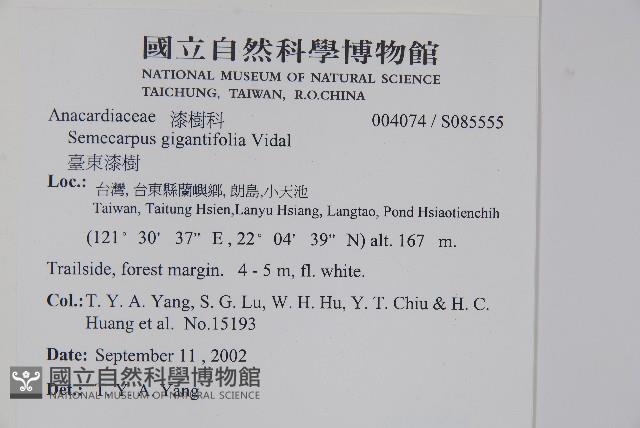 國立自然科學博物館
NATIONAL MUSEUM OF NATURAL SCIENCE
TAICHUNG, TAIWAN, R.O.CHINA
Anacardiaceae 漆樹科 004074 / S085555
Semecarpus gigantifolia Vidal
臺東漆樹
Loc.: 台灣, 台東縣蘭嶼鄉, 朗島,小天池
Taiwan, Taitung Hsien,Lanyu Hsiang, Langtao, Pond Hsiaotienchih
(121° 30' 37" E , 22° 04' 39" N) alt. 167 m.
Trailside, forest margin. 4 - 5 m, fl. white.
Col.: T. Y. A. Yang, S. G. Lu, W. H. Hu, Y. T. Chiu & H. C.
Huang et al. No.15193
Date: September 11 , 2002
Det.: T. Y. A. Yang
國立自然科學博物館
NATIONAL MUSEUM OF NATURAL SCIENCE